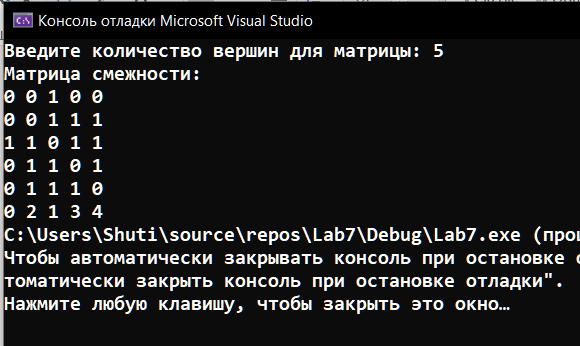 Консоль отладки Microsoft Visual Studio
Введите количество вершин для матрицы: 5
Матрица смежности:
0 0 1 0 0
0 0 1 1 1
1 1 0 1 1
0 1 1 0 1
0 1 1 1 0
0 2 1 3 4
C:\Users\Shuti\source\repos\Lab7\Debug\Lab7.exe
Чтобы автоматически закрывать консоль при остановке
томатически закрыть консоль при остановке отладки".
Нажмите любую клавишу, чтобы закрыть это окно…